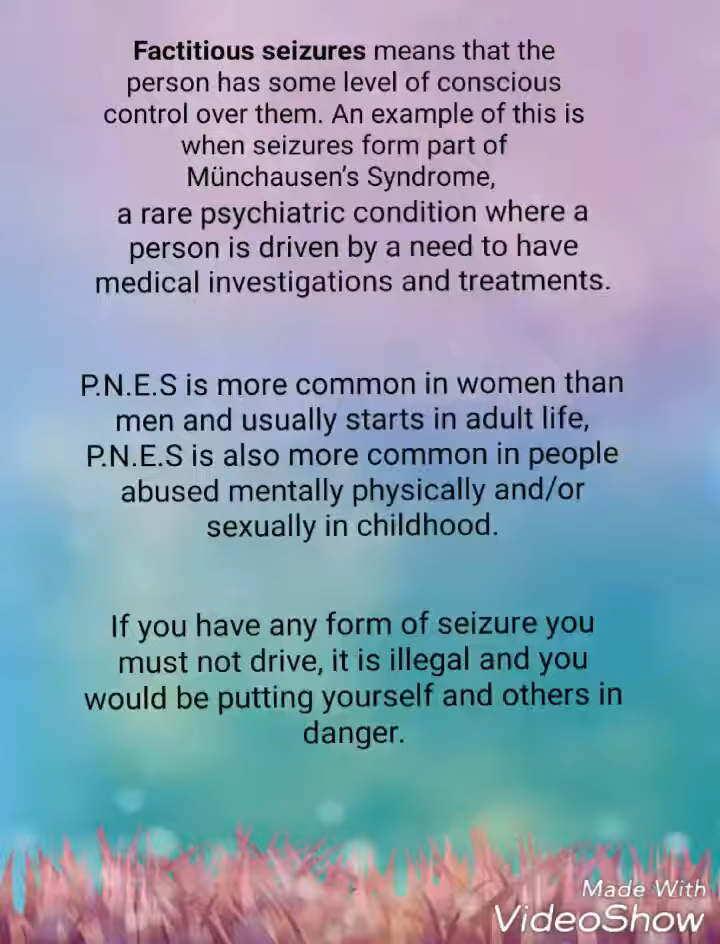 Factitious seizures means that the
person has some level of conscious
control over them. An example of this is
when seizures form part of
Münchausen's Syndrome,
a rare psychiatric condition where a
person is driven by a need to have
medical investigations and treatments.
P.N.E.S is more common in women than
men and usually starts in adult life,
P.N.E.S is also more common in people
abused mentally physically and/or
sexually in childhood.
If you have any form of seizure you
must not drive, it is illegal and you
would be putting yourself and others in
danger.
Made With
VideoShow